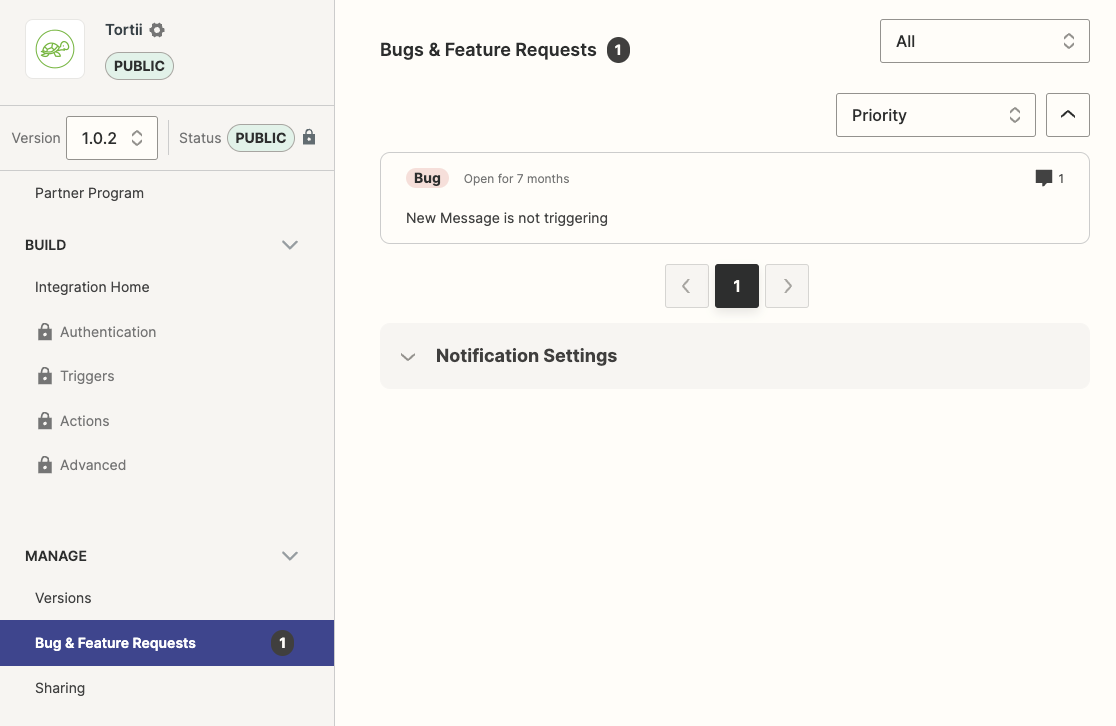 Tortii
PUBLIC
Version 1.0.2 Status PUBLIC
Partner Program
BUILD
Integration Home
Authentication
Triggers
Actions
Advanced
MANAGE
Versions
Bug & Feature Requests 1
Sharing
Bugs & Feature Requests 1
All
Priority
Bug Open for 7 months 1
New Message is not triggering
1
Notification Settings